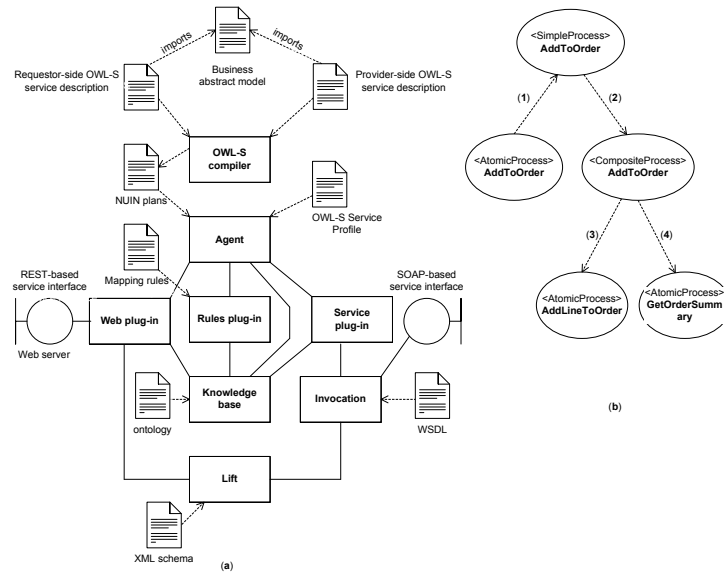 imports
imports
Business
abstract model
Requestor-side OWL-S
service description
Provider-side OWL-S
service description
OWL-S
compiler
NUIN plans
OWL-S Service
Profile
Agent
Mapping rules
REST-based
service interface
SOAP-based
service interface
Web plug-in
Rules plug-in
Service
plug-in
Web server
Knowledge
base
Invocation
ontology
WSDL
Lift
XML schema
(a)
<SimpleProcess>
AddToOrder
(1)
(2)
<AtomicProcess>
AddToOrder
<CompositeProcess>
AddToOrder
(3)
(4)
<AtomicProcess>
AddLineToOrder
<AtomicProcess>
GetOrderSumm
ary
(b)